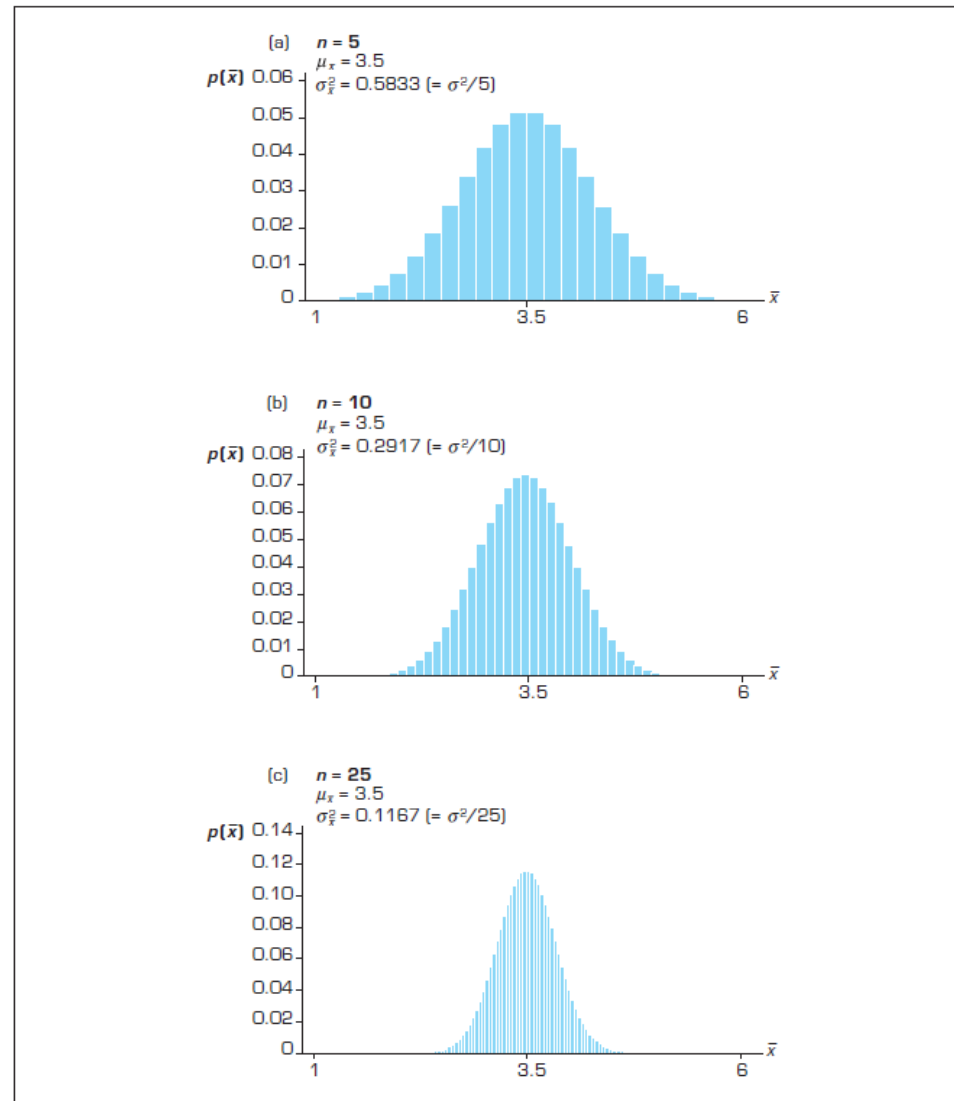 (a) n = 5
μx̄ = 3.5
σ²x̄ = 0.5833 (= σ²/5)
p(x̄)
0.06
0.05
0.04
0.03
0.02
0.01
0
1 3.5 6
x̄
(b) n = 10
μx̄ = 3.5
σ²x̄ = 0.2917 (= σ²/10)
p(x̄)
0.08
0.07
0.06
0.05
0.04
0.03
0.02
0.01
0
1 3.5 6
x̄
(c) n = 25
μx̄ = 3.5
σ²x̄ = 0.1167 (= σ²/25)
p(x̄)
0.14
0.12
0.10
0.08
0.06
0.04
0.02
0
1 3.5 6
x̄